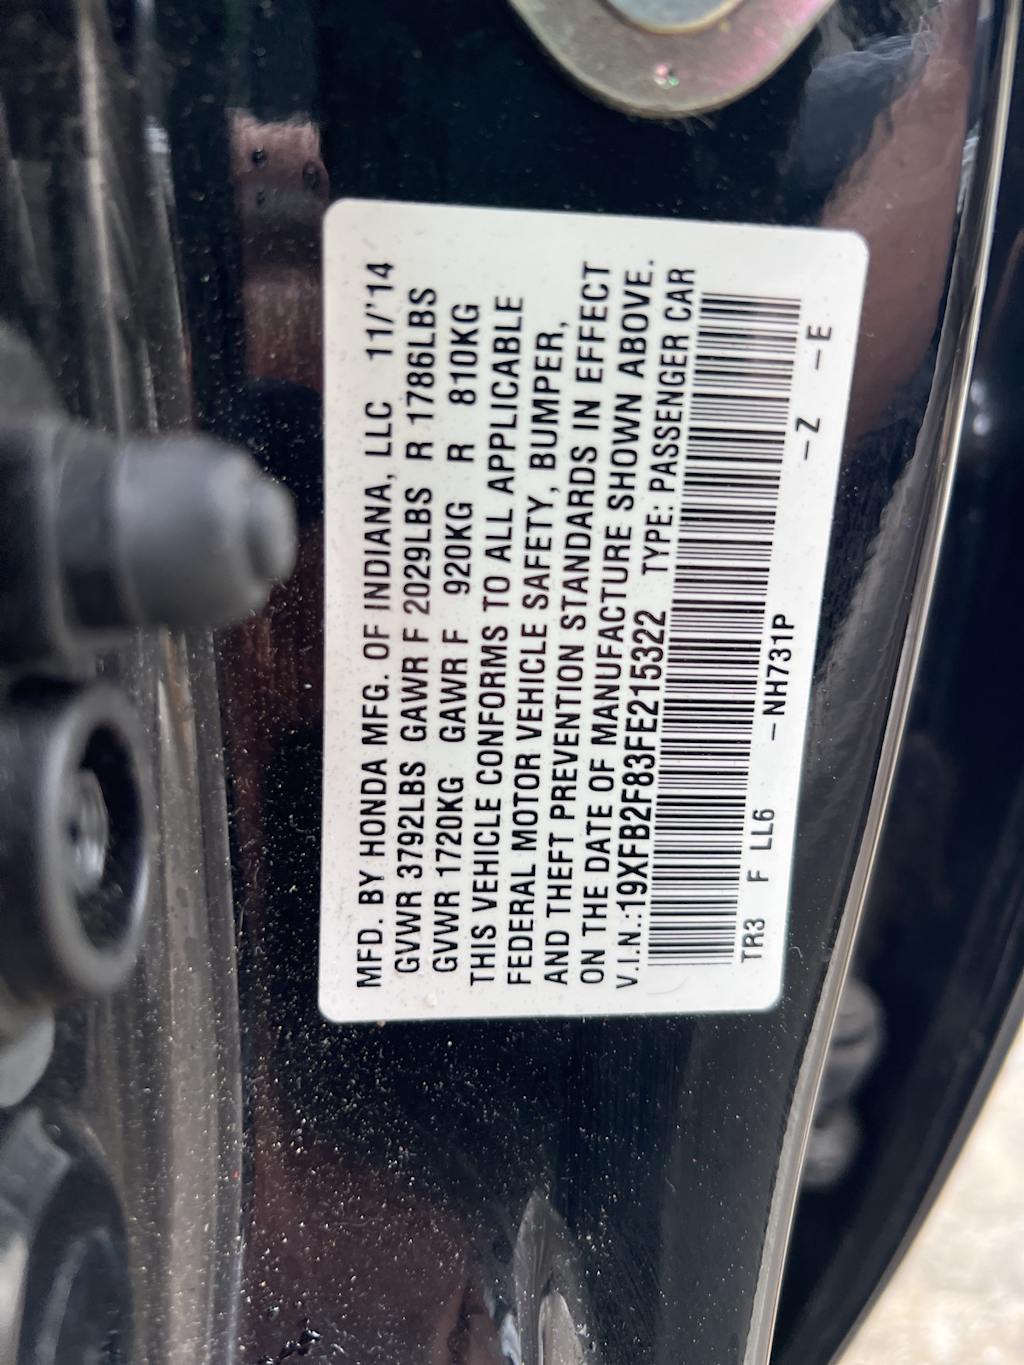 MFD. BY HONDA MFG. OF INDIANA, LLC 11/'14
GVWR 3792LBS GAWR F 2029LBS R 1786LBS
GVWR 1720KG GAWR F 920KG R 810KG
THIS VEHICLE CONFORMS TO ALL APPLICABLE
FEDERAL MOTOR VEHICLE SAFETY, BUMPER,
AND THEFT PREVENTION STANDARDS IN EFFECT
ON THE DATE OF MANUFACTURE SHOWN ABOVE.
V.I.N.:19XFB2F83FE215322 TYPE: PASSENGER CAR
TR3 F LL6 -NH731P -Z -E